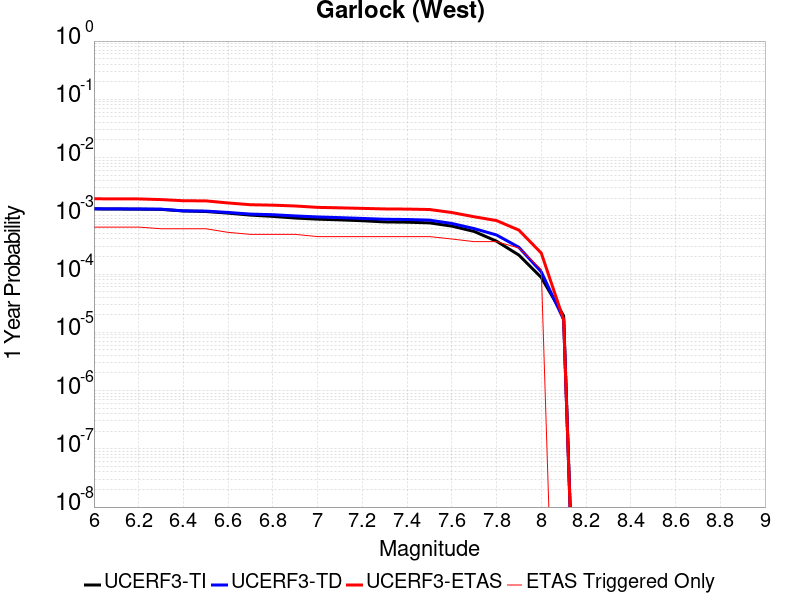 Garlock (West)
10^0
10^-1
10^-2
10^-3
10^-4
10^-5
10^-6
10^-7
10^-8
1 Year Probability
6 6.2 6.4 6.6 6.8 7 7.2 7.4 7.6 7.8 8 8.2 8.4 8.6 8.8 9
Magnitude
UCERF3-TI UCERF3-TD UCERF3-ETAS ETAS Triggered Only